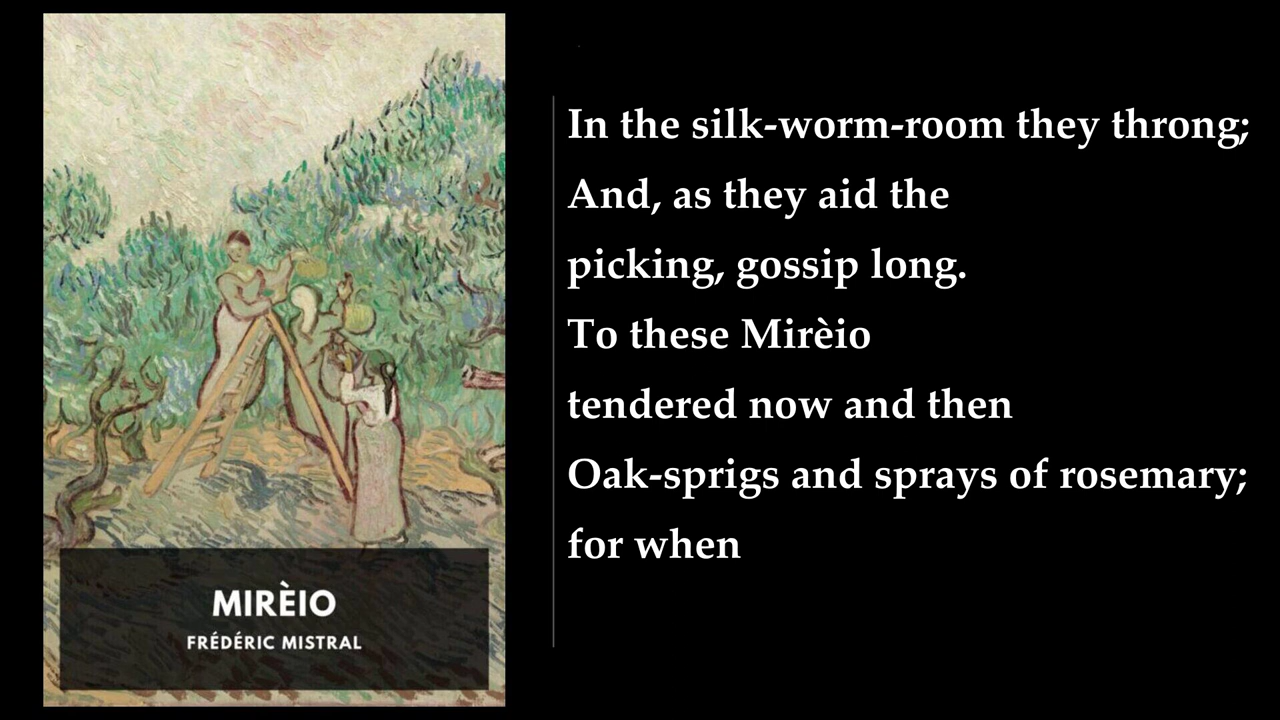 MIRÈIO
FRÉDÉRIC MISTRAL
In the silk-worm-room they throng;
And, as they aid the
picking, gossip long.
To these Mirèio
tendered now and then
Oak-sprigs and sprays of rosemary;
for when